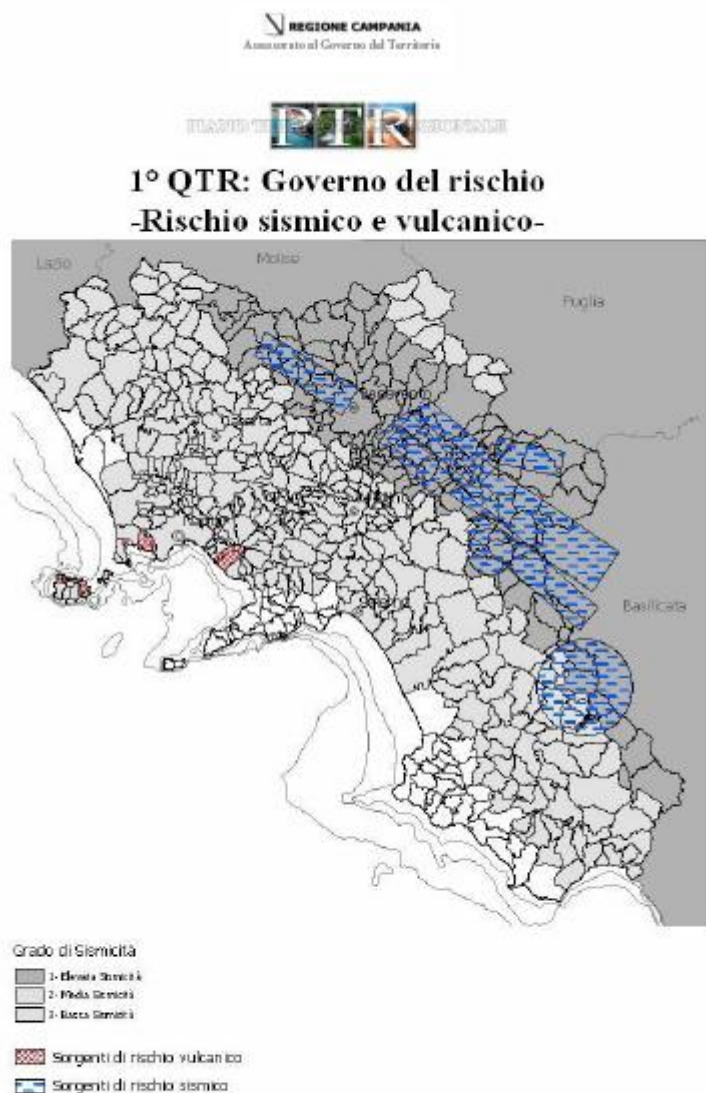 REGIONE CAMPANIA
Assessorato al Governo del Territorio
PTR
1° QTR: Governo del rischio
-Rischio sismico e vulcanico-
Lazio
Molise
Puglia
Benevento
Basilicata
Grado di Sismicità
1- Elevata Sismicità
2- Media Sismicità
3- Bassa Sismicità
Sorgenti di rischio vulcanico
Sorgenti di rischio sismico